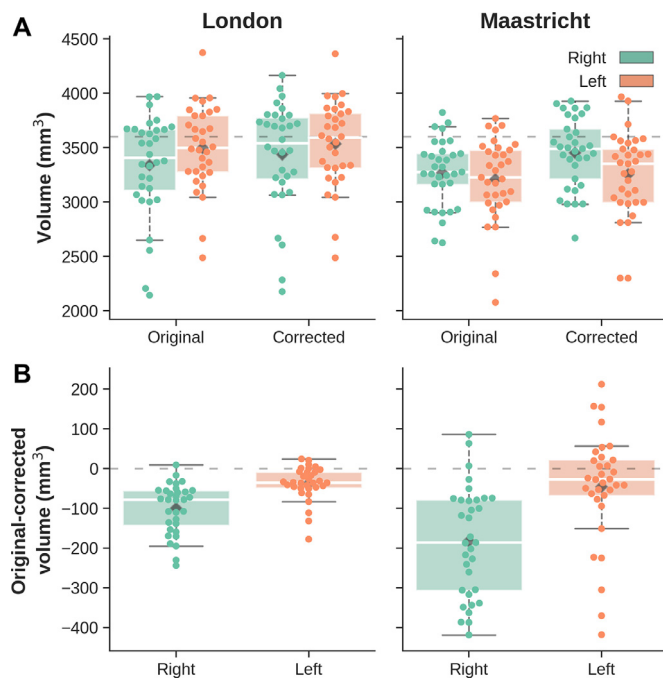 A
London
Maastricht
Right
Left
Volume (mm³)
4500
4000
3500
3000
2500
2000
Original
Corrected
Original
Corrected
B
Original-corrected
volume (mm³)
200
100
0
−100
−200
−300
−400
Right
Left
Right
Left